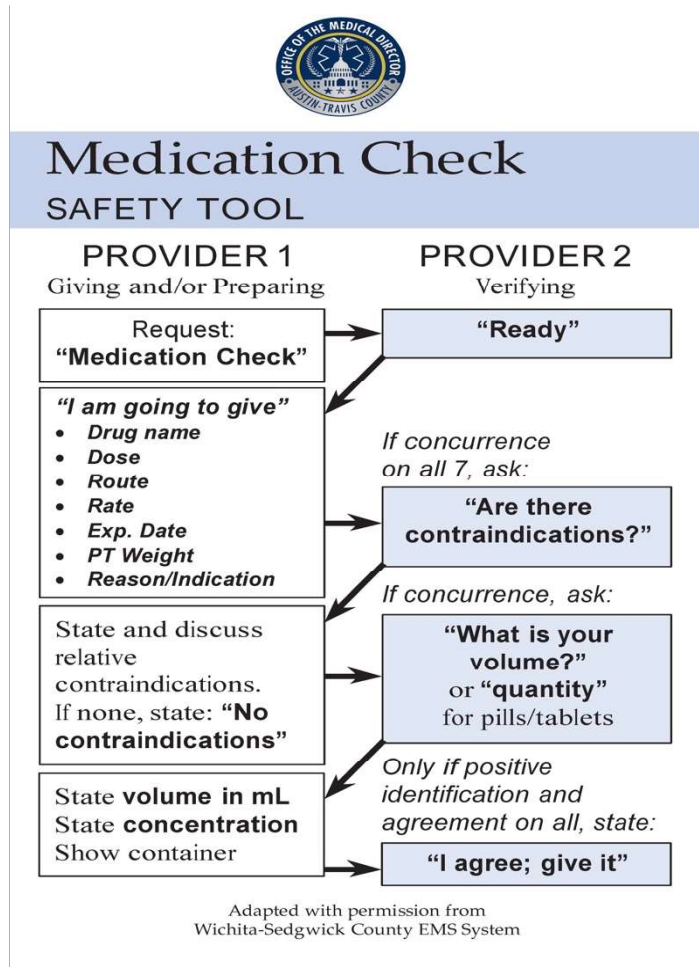 OFFICE OF THE MEDICAL DIRECTOR
AUSTIN-TRAVIS COUNTY
Medication Check
SAFETY TOOL
PROVIDER 1
Giving and/or Preparing
PROVIDER 2
Verifying
Request:
“Medication Check”
“Ready”
“I am going to give”
• Drug name
• Dose
• Route
• Rate
• Exp. Date
• PT Weight
• Reason/Indication
If concurrence
on all 7, ask:
“Are there
contraindications?”
State and discuss
relative
contraindications.
If none, state: “No
contraindications”
If concurrence, ask:
“What is your
volume?”
or “quantity”
for pills/tablets
State volume in mL
State concentration
Show container
Only if positive
identification and
agreement on all, state:
“I agree; give it”
Adapted with permission from
Wichita-Sedgwick County EMS System